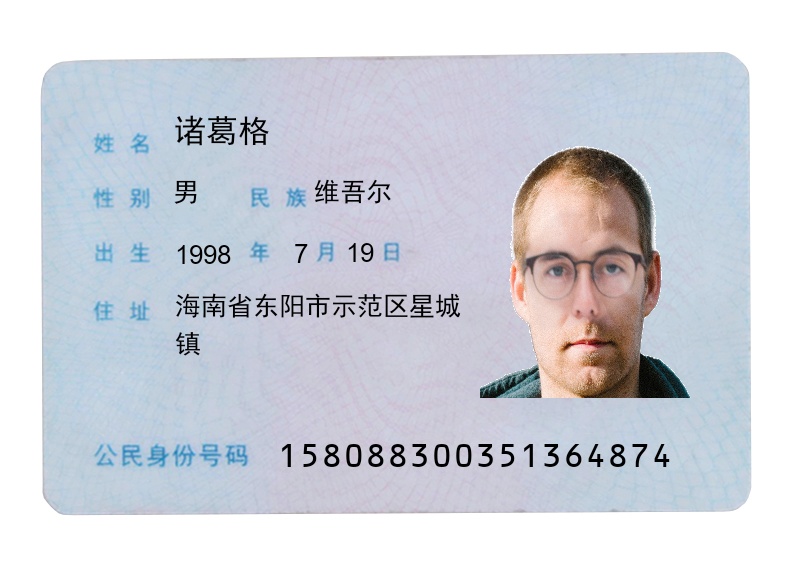 姓名 诸葛格
性别 男 民族 维吾尔
出生 1998 年 7 月 19 日
住址 海南省东阳市示范区星城
镇
公民身份号码 158088300351364874